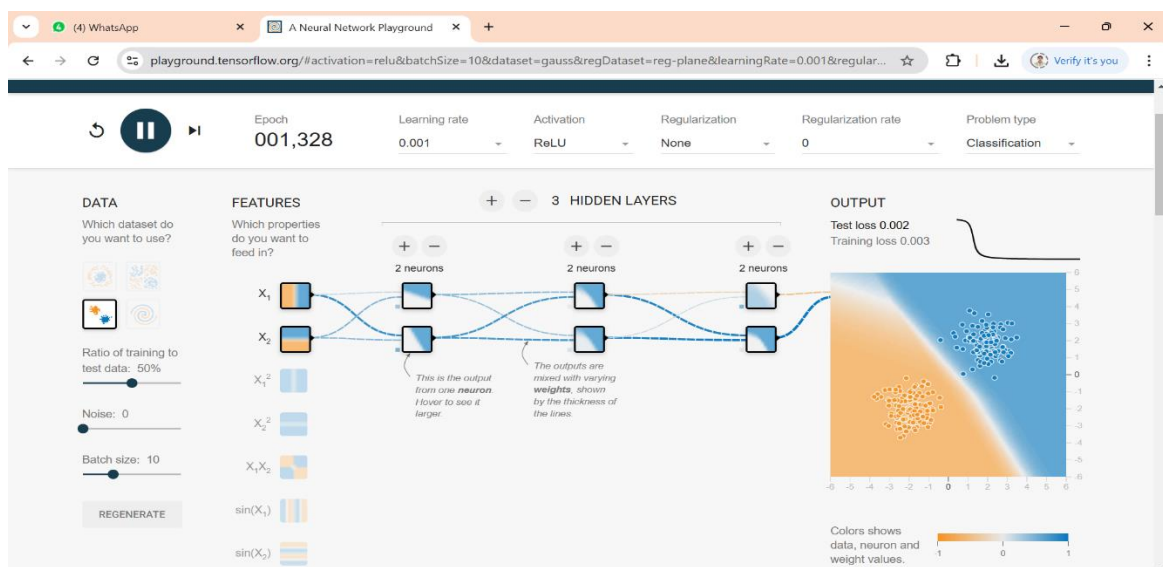 (4) WhatsApp
A Neural Network Playground
playground.tensorflow.org/#activation=relu&batchSize=10&dataset=gauss&regDataset=reg-plane&learningRate=0.001&regular...
Verify it's you
Epoch
001,328
Learning rate
0.001
Activation
ReLU
Regularization
None
Regularization rate
0
Problem type
Classification
DATA
Which dataset do
you want to use?
Ratio of training to
test data: 50%
Noise: 0
Batch size: 10
REGENERATE
FEATURES
Which properties
do you want to
feed in?
X₁
X₂
X₁²
X₂²
X₁X₂
sin(X₁)
sin(X₂)
+ − 3 HIDDEN LAYERS
+ −
2 neurons
+ −
2 neurons
+ −
2 neurons
This is the output
from one neuron.
Hover to see it
larger.
The outputs are
mixed with varying
weights, shown
by the thickness of
the lines.
OUTPUT
Test loss 0.002
Training loss 0.003
6
5
4
3
2
1
0
-1
-2
-3
-4
-5
-6
-6 -5 -4 -3 -2 -1 0 1 2 3 4 5 6
Colors shows
data, neuron and
weight values.
-1 0 1